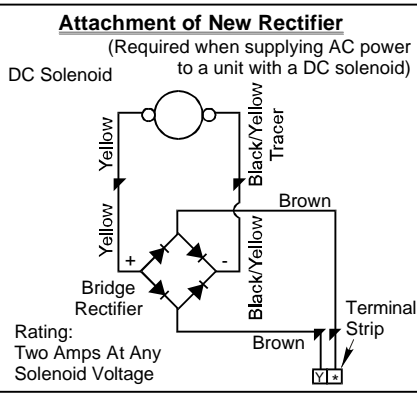 Attachment of New Rectifier
(Required when supplying AC power
to a unit with a DC solenoid)
DC Solenoid
Yellow
Black/Yellow
Tracer
Yellow
Black/Yellow
Brown
+
-
Bridge
Rectifier
Rating:
Two Amps At Any
Solenoid Voltage
Brown
Terminal
Strip
Y *